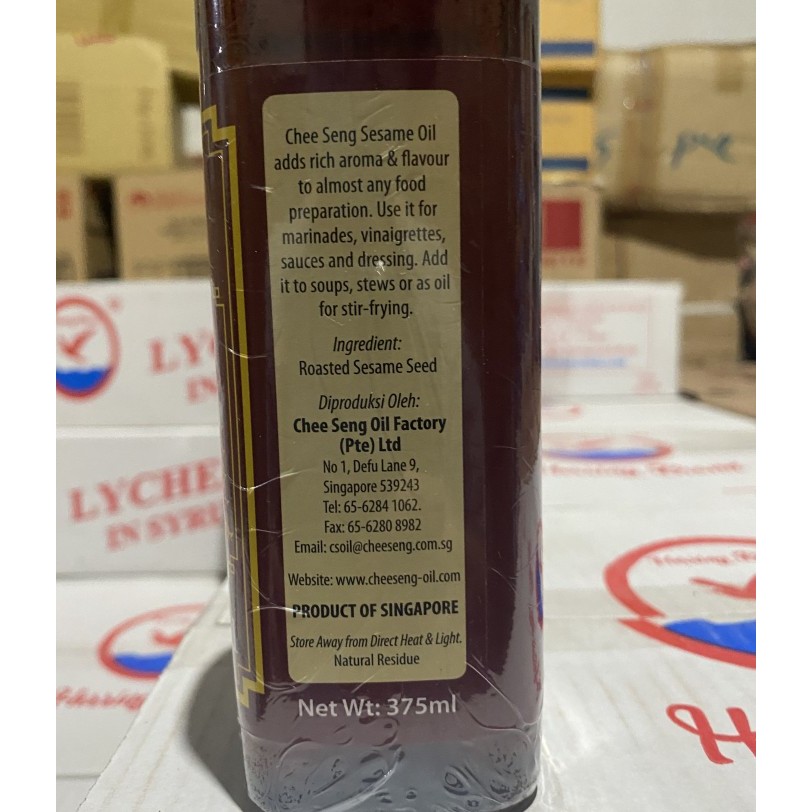 Chee Seng Sesame Oil
adds rich aroma & flavour
to almost any food
preparation. Use it for
marinades, vinaigrettes,
sauces and dressing. Add
it to soups, stews or as oil
for stir-frying.
Ingredient:
Roasted Sesame Seed
Diproduksi Oleh:
Chee Seng Oil Factory
(Pte) Ltd
No 1, Defu Lane 9,
Singapore 539243
Tel: 65-6284 1062.
Fax: 65-6280 8982
Email: csoil@cheeseng.com.sg
Website: www.cheeseng-oil.com
PRODUCT OF SINGAPORE
Store Away from Direct Heat & Light.
Natural Residue
Net Wt: 375ml
LYC
IN
LYCHE
IN SYRU